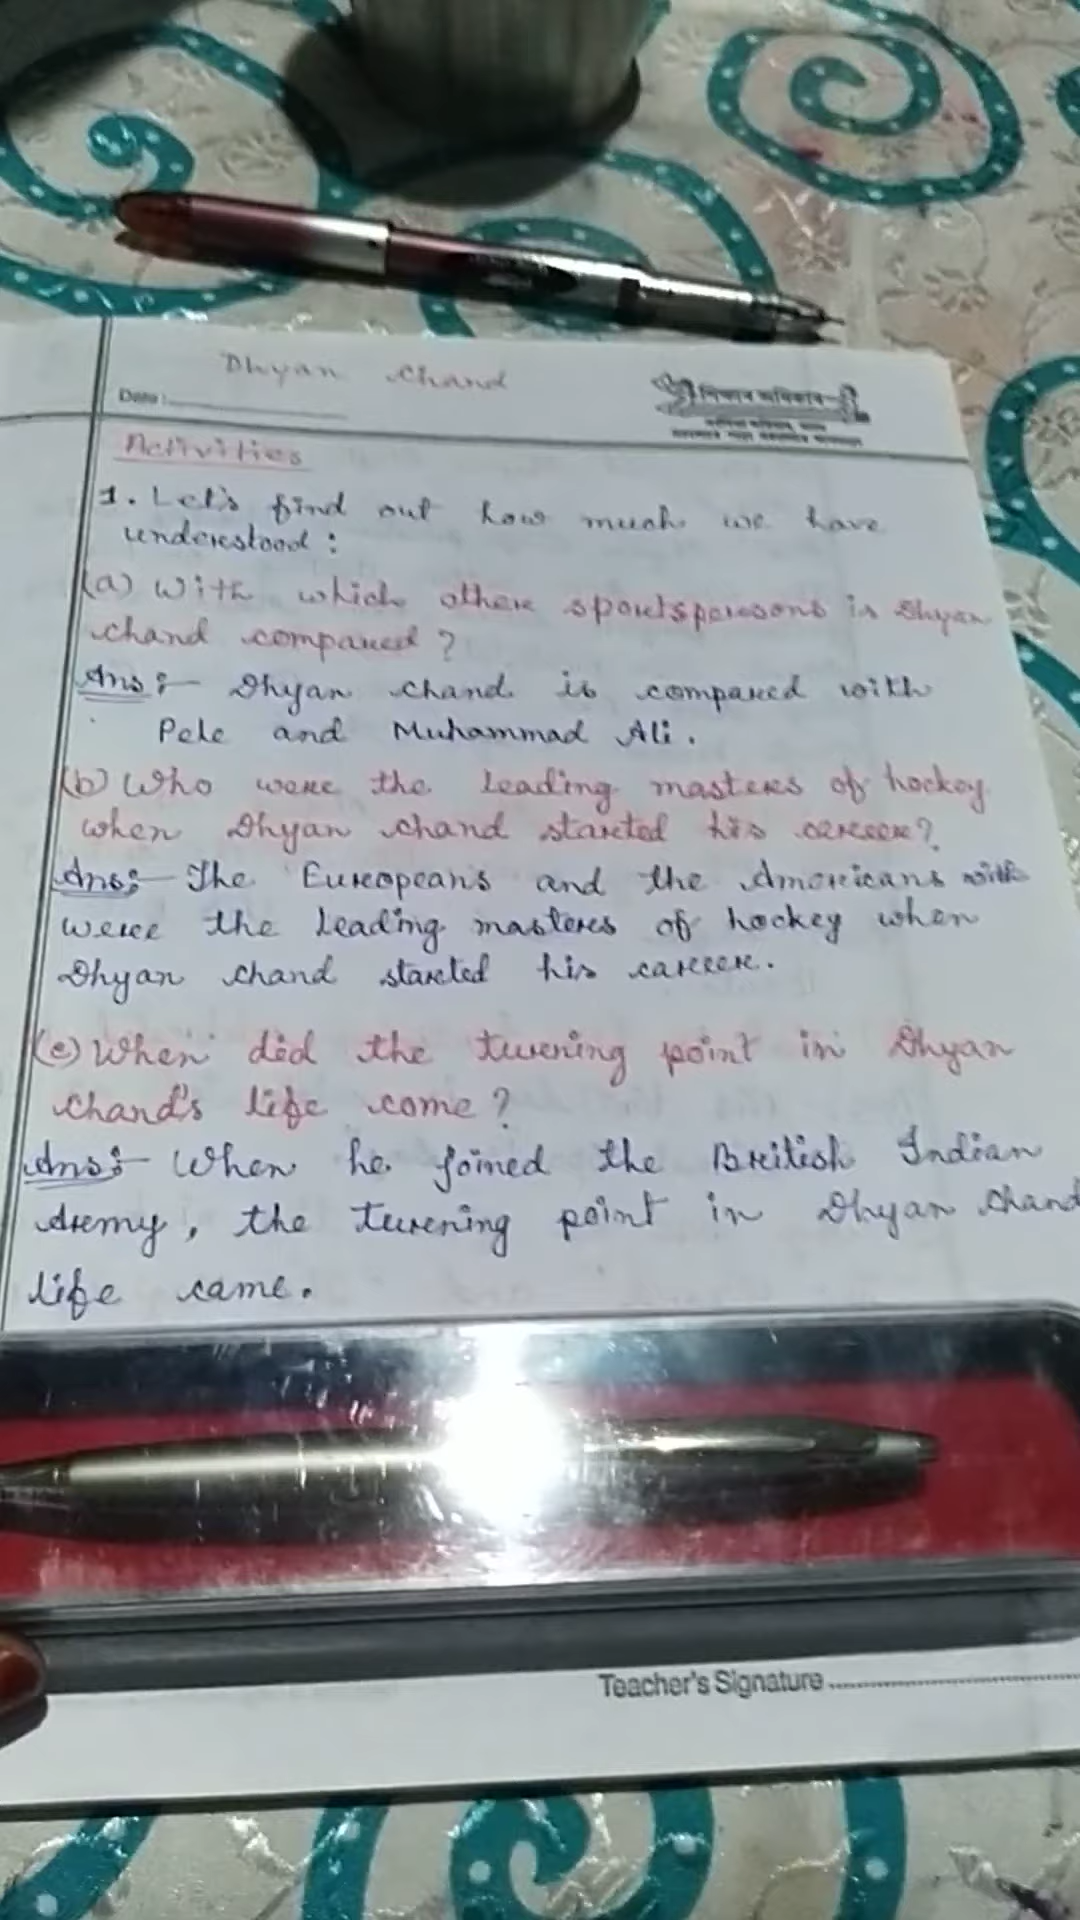 Dhyan Chand
Date :
Activities
1. Let's find out how much we have
understood :
(a) With which other sportspersons is Dhyan
Chand compared ?
Ans :- Dhyan Chand is compared with
Pele and Muhammad Ali.
(b) Who were the leading masters of hockey
when Dhyan Chand started his career?
Ans:- The Europeans and the Americans with
were the leading masters of hockey when
Dhyan Chand started his career.
(c) When did the turning point in Dhyan
Chand's life come ?
Ans:- When he joined the British Indian
Army, the turning point in Dhyan Chand
life came.
Teacher's Signature